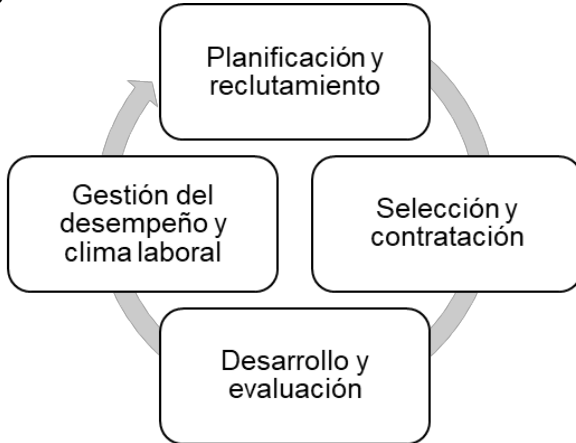 Planificación y
reclutamiento
Selección y
contratación
Desarrollo y
evaluación
Gestión del
desempeño y
clima laboral